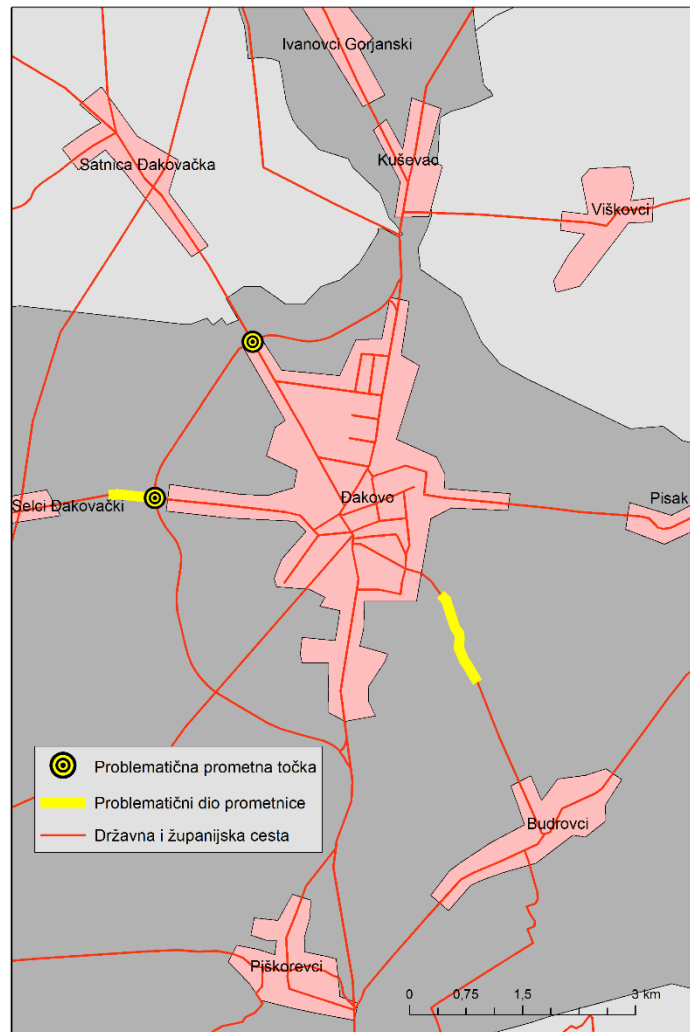 Ivanovci Gorjanski
Kuševac
Satnica Đakovačka
Viškovci
Selci Đakovački
Đakovo
Pisak
Problematična prometna točka
Problematični dio prometnice
Državna i županijska cesta
Budrovci
Piškorevci
0 0,75 1,5 3 km